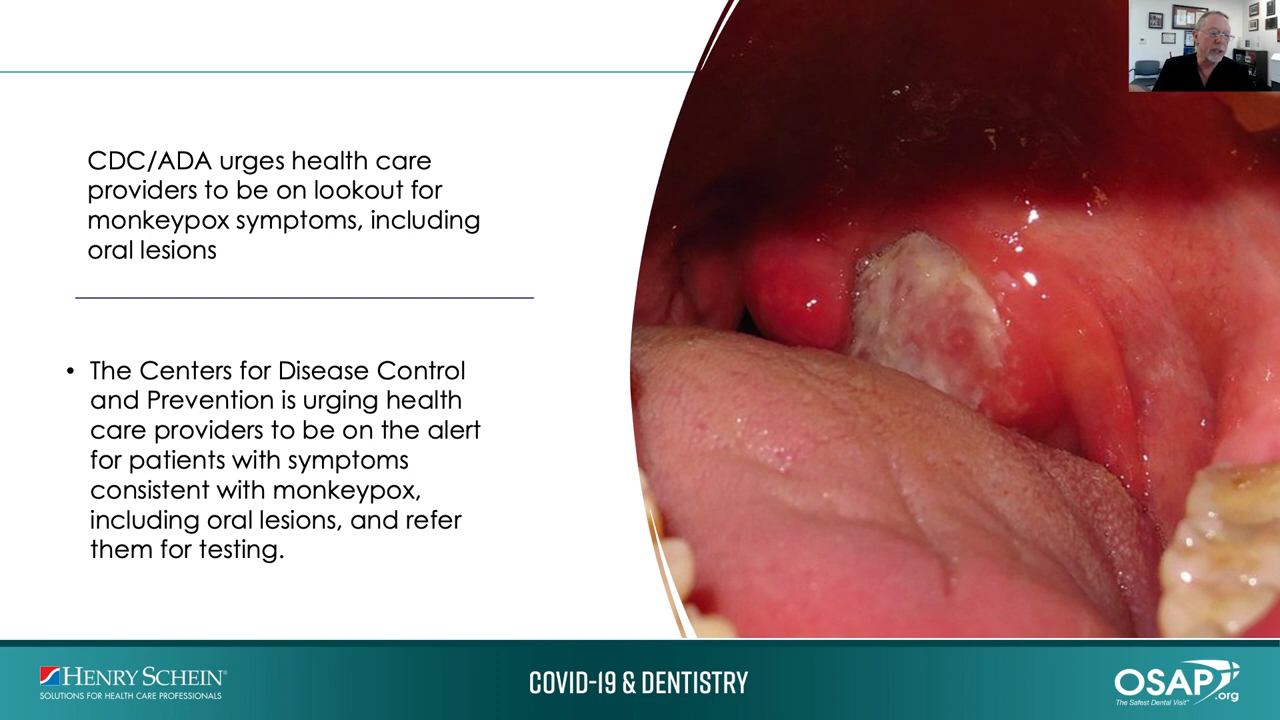 CDC/ADA urges health care
providers to be on lookout for
monkeypox symptoms, including
oral lesions
• The Centers for Disease Control
and Prevention is urging health
care providers to be on the alert
for patients with symptoms
consistent with monkeypox,
including oral lesions, and refer
them for testing.
HENRY SCHEIN®
SOLUTIONS FOR HEALTH CARE PROFESSIONALS
COVID-19 & DENTISTRY
OSAP.org
The Safest Dental Visit™